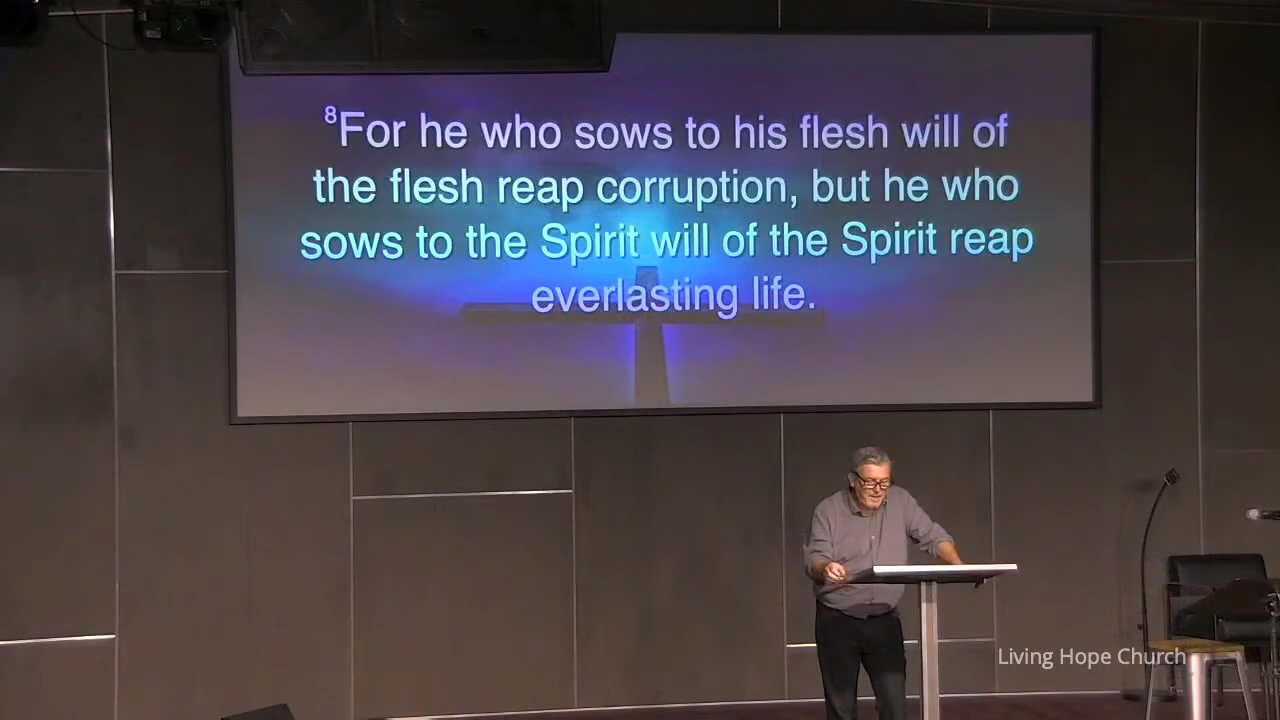 ⁸For he who sows to his flesh will of
the flesh reap corruption, but he who
sows to the Spirit will of the Spirit reap
everlasting life.
Living Hope Church